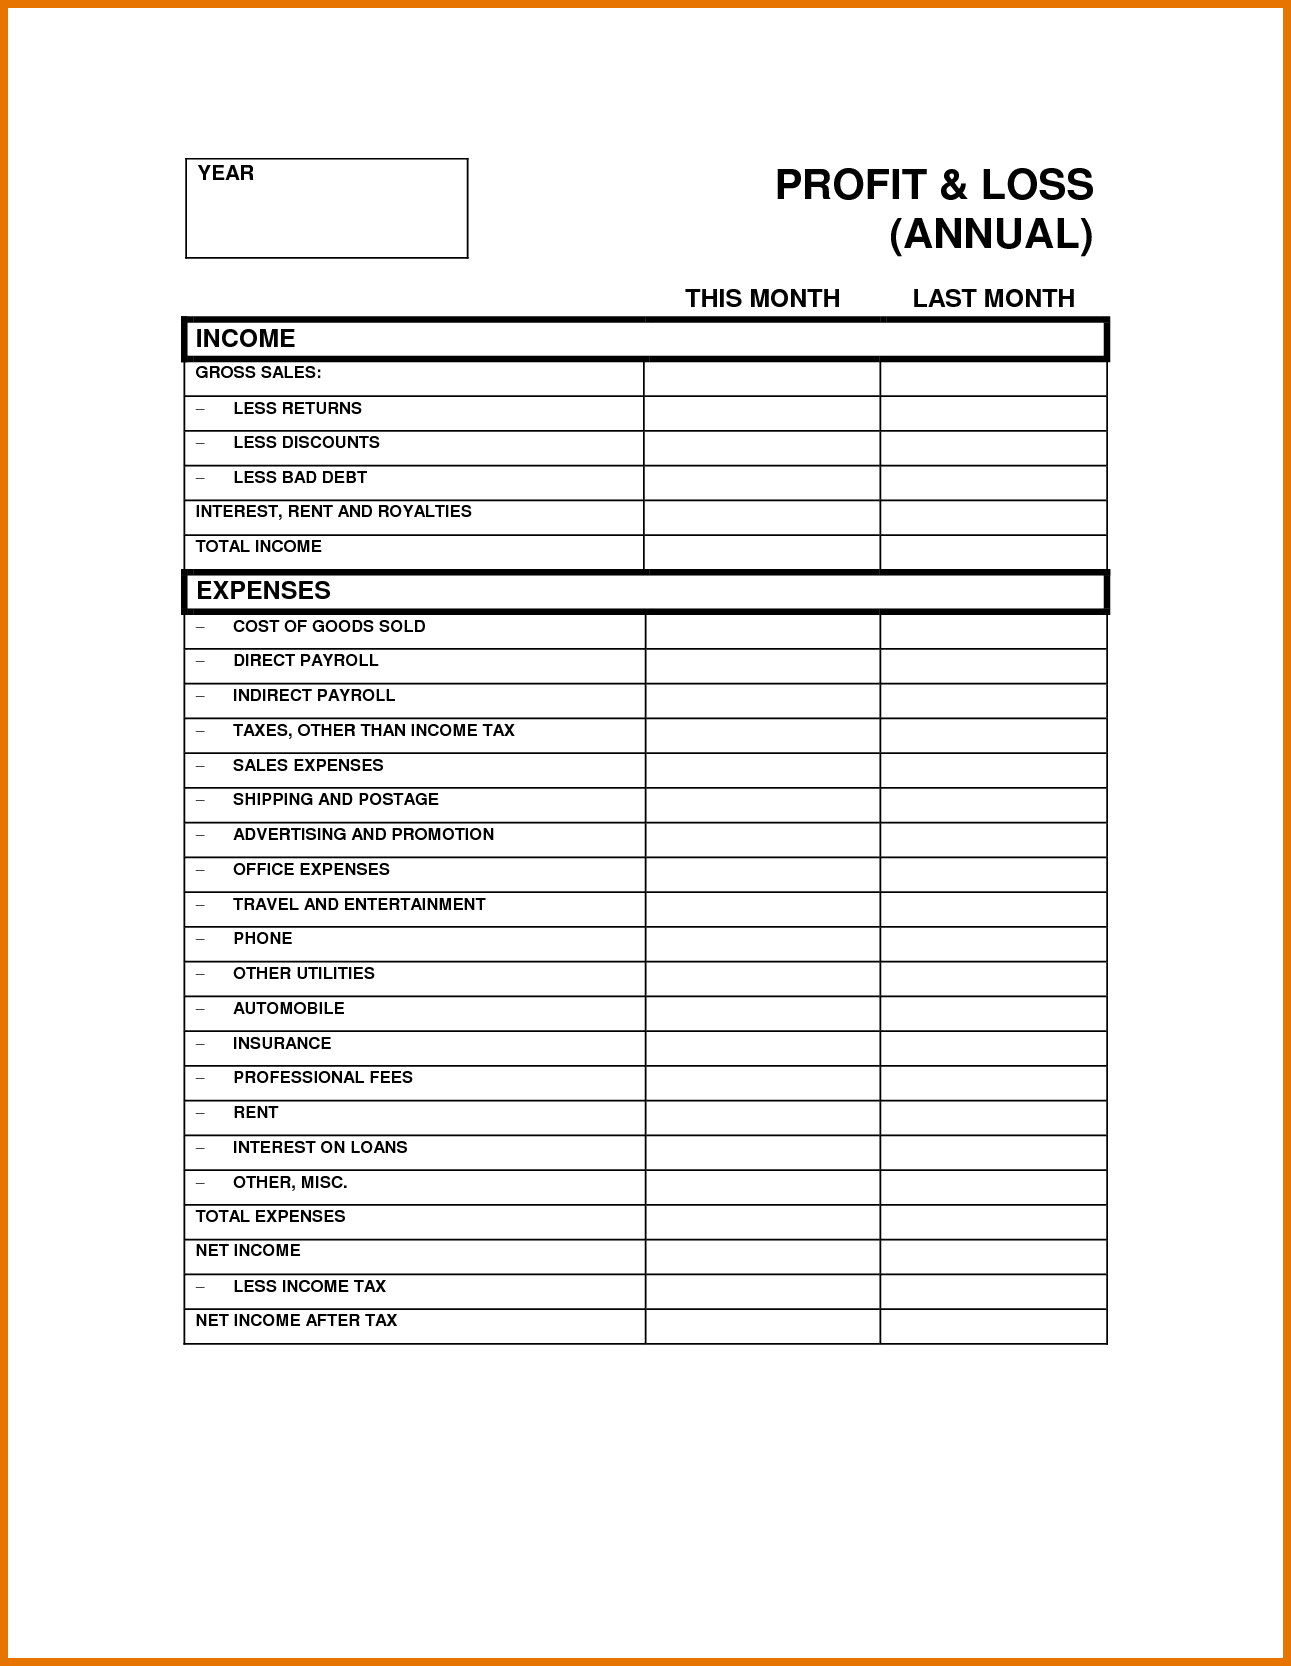 YEAR
PROFIT & LOSS
(ANNUAL)
THIS MONTH LAST MONTH
INCOME
GROSS SALES:
– LESS RETURNS
– LESS DISCOUNTS
– LESS BAD DEBT
INTEREST, RENT AND ROYALTIES
TOTAL INCOME
EXPENSES
– COST OF GOODS SOLD
– DIRECT PAYROLL
– INDIRECT PAYROLL
– TAXES, OTHER THAN INCOME TAX
– SALES EXPENSES
– SHIPPING AND POSTAGE
– ADVERTISING AND PROMOTION
– OFFICE EXPENSES
– TRAVEL AND ENTERTAINMENT
– PHONE
– OTHER UTILITIES
– AUTOMOBILE
– INSURANCE
– PROFESSIONAL FEES
– RENT
– INTEREST ON LOANS
– OTHER, MISC.
TOTAL EXPENSES
NET INCOME
– LESS INCOME TAX
NET INCOME AFTER TAX